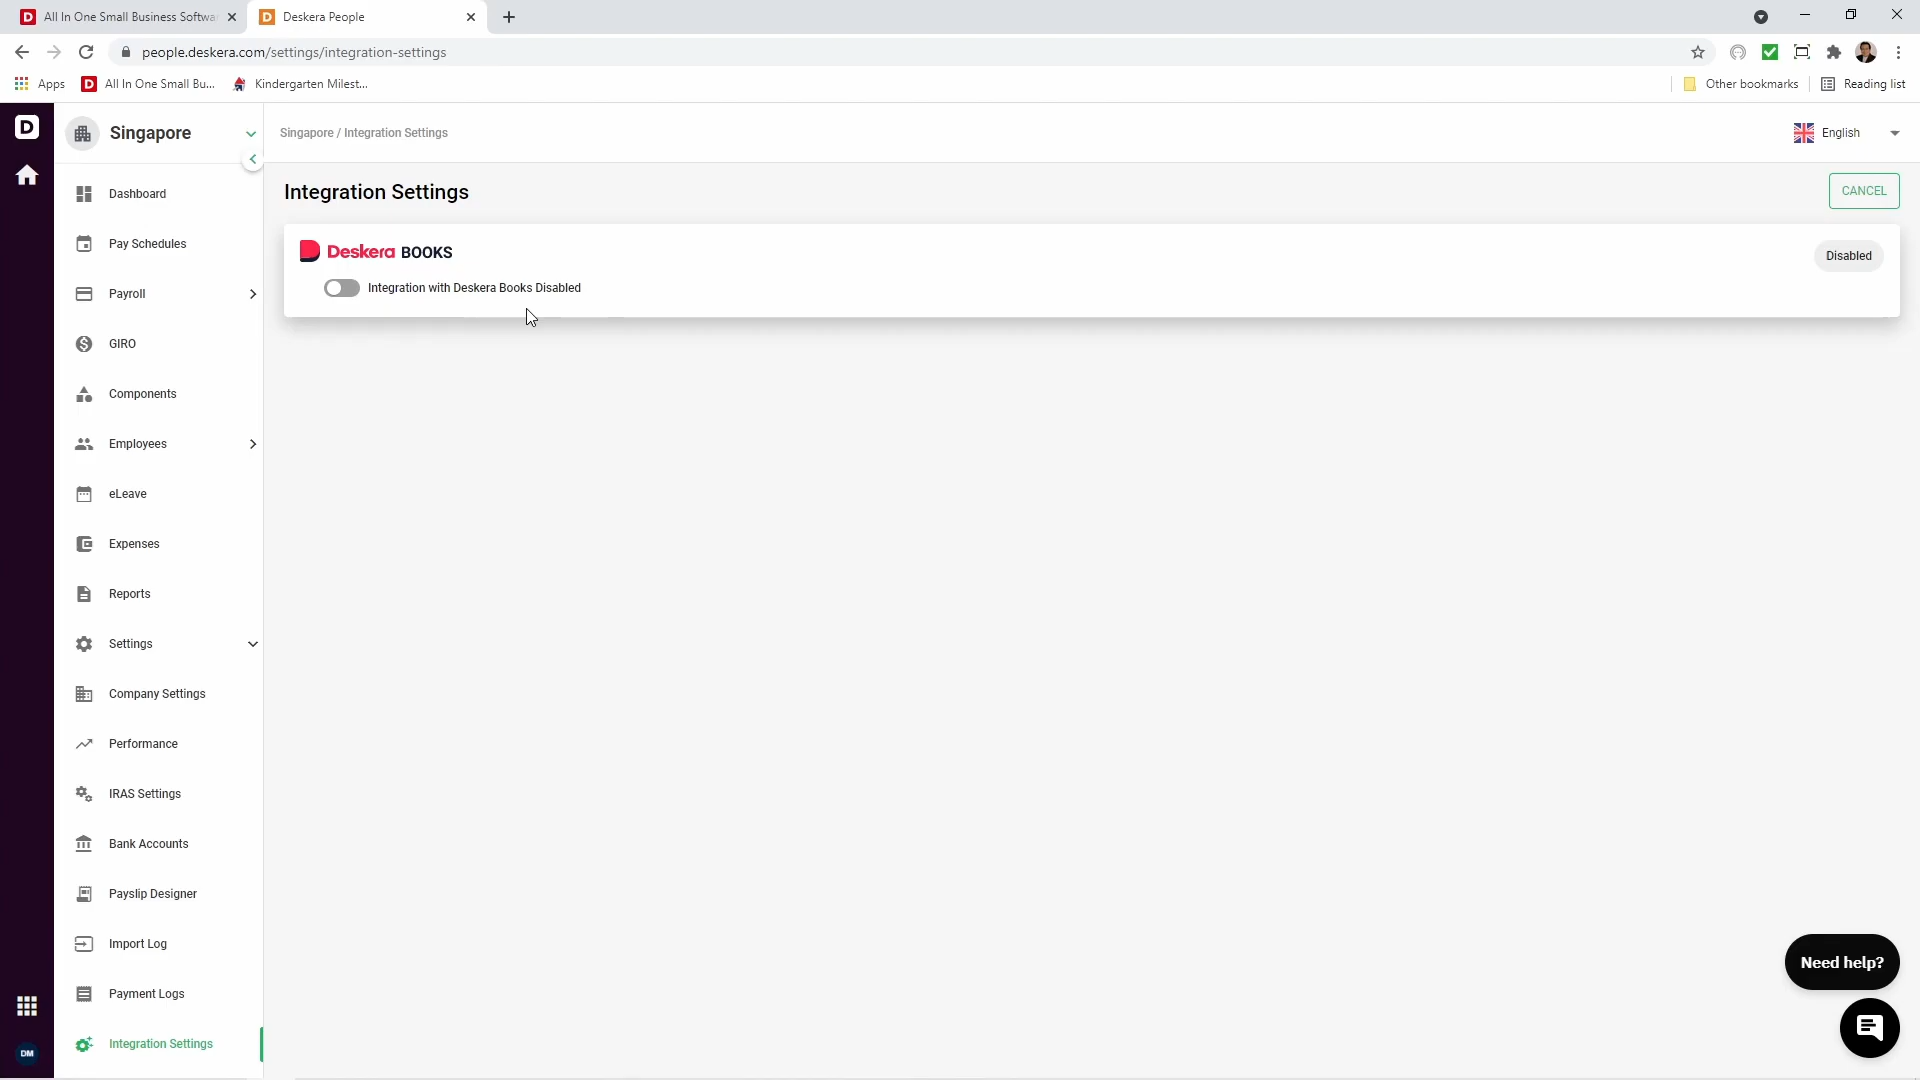 All In One Small Business Softwa
Deskera People
people.deskera.com/settings/integration-settings
Apps
All In One Small Bu...
Kindergarten Milest...
Other bookmarks
Reading list
D
Singapore
Singapore / Integration Settings
English
Dashboard
Pay Schedules
Payroll
GIRO
Components
Employees
eLeave
Expenses
Reports
Settings
Company Settings
Performance
IRAS Settings
Bank Accounts
Payslip Designer
Import Log
Payment Logs
Integration Settings
DM
Integration Settings
CANCEL
Deskera BOOKS
Disabled
Integration with Deskera Books Disabled
Need help?